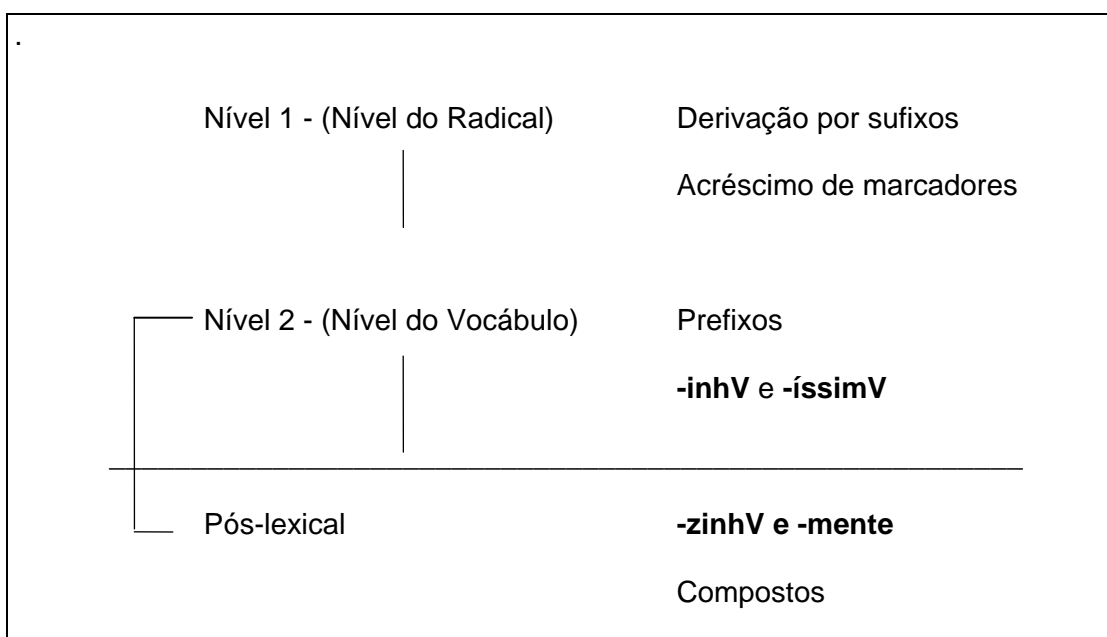 .
Nível 1 - (Nível do Radical) Derivação por sufixos
Acréscimo de marcadores
Nível 2 - (Nível do Vocábulo) Prefixos
-inhV e -íssimV
Pós-lexical -zinhV e -mente
Compostos